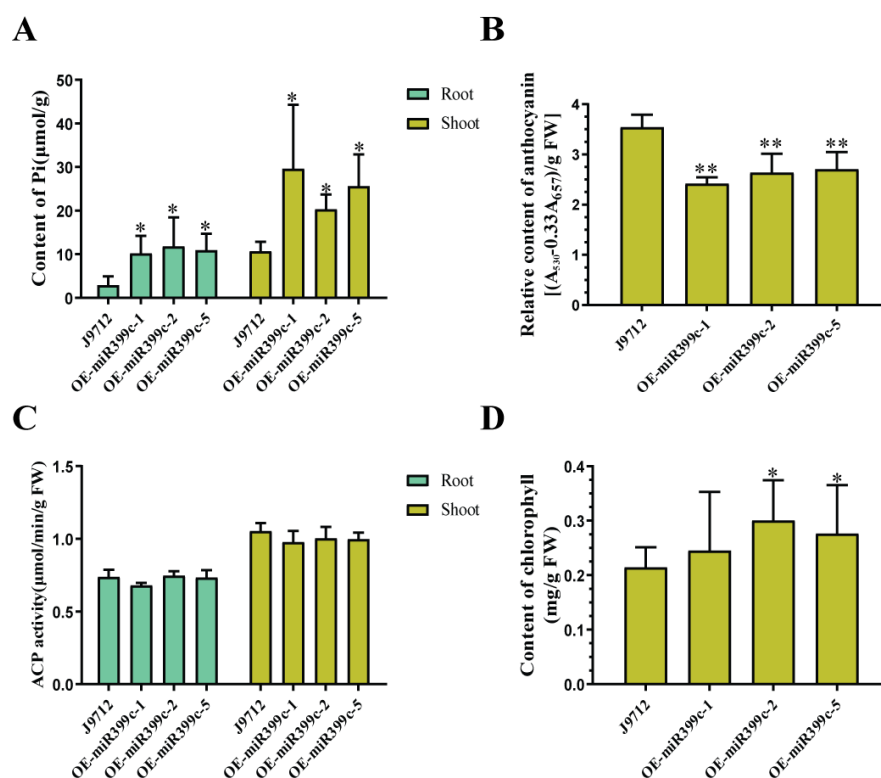 A
Content of Pi(μmol/g)
50
40
30
20
10
0
*
*
*
*
*
*
Root
Shoot
J9712
OE-miR399c-1
OE-miR399c-2
OE-miR399c-5
J9712
OE-miR399c-1
OE-miR399c-2
OE-miR399c-5
B
Relative content of anthocyanin
[(A530-0.33A657)/g FW]
4
3
2
1
0
**
**
**
J9712
OE-miR399c-1
OE-miR399c-2
OE-miR399c-5
C
ACP activity(μmol/min/g FW)
1.5
1.0
0.5
0.0
Root
Shoot
J9712
OE-miR399c-1
OE-miR399c-2
OE-miR399c-5
J9712
OE-miR399c-1
OE-miR399c-2
OE-miR399c-5
D
Content of chlorophyll
(mg/g FW)
0.4
0.3
0.2
0.1
0.0
*
*
J9712
OE-miR399c-1
OE-miR399c-2
OE-miR399c-5